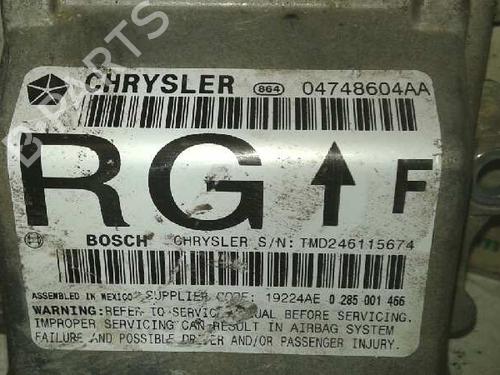 CHRYSLER 864 04748604AA
RG F
BOSCH CHRYSLER S/N: TMD246115674
ASSEMBLED IN MEXICO SUPPLIER CODE: 19224AE 0 285 001 466
WARNING: REFER TO SERVICE MANUAL BEFORE SERVICING.
IMPROPER SERVICING CAN RESULT IN AIRBAG SYSTEM
FAILURE AND POSSIBLE DRIVER AND/OR PASSENGER INJURY.